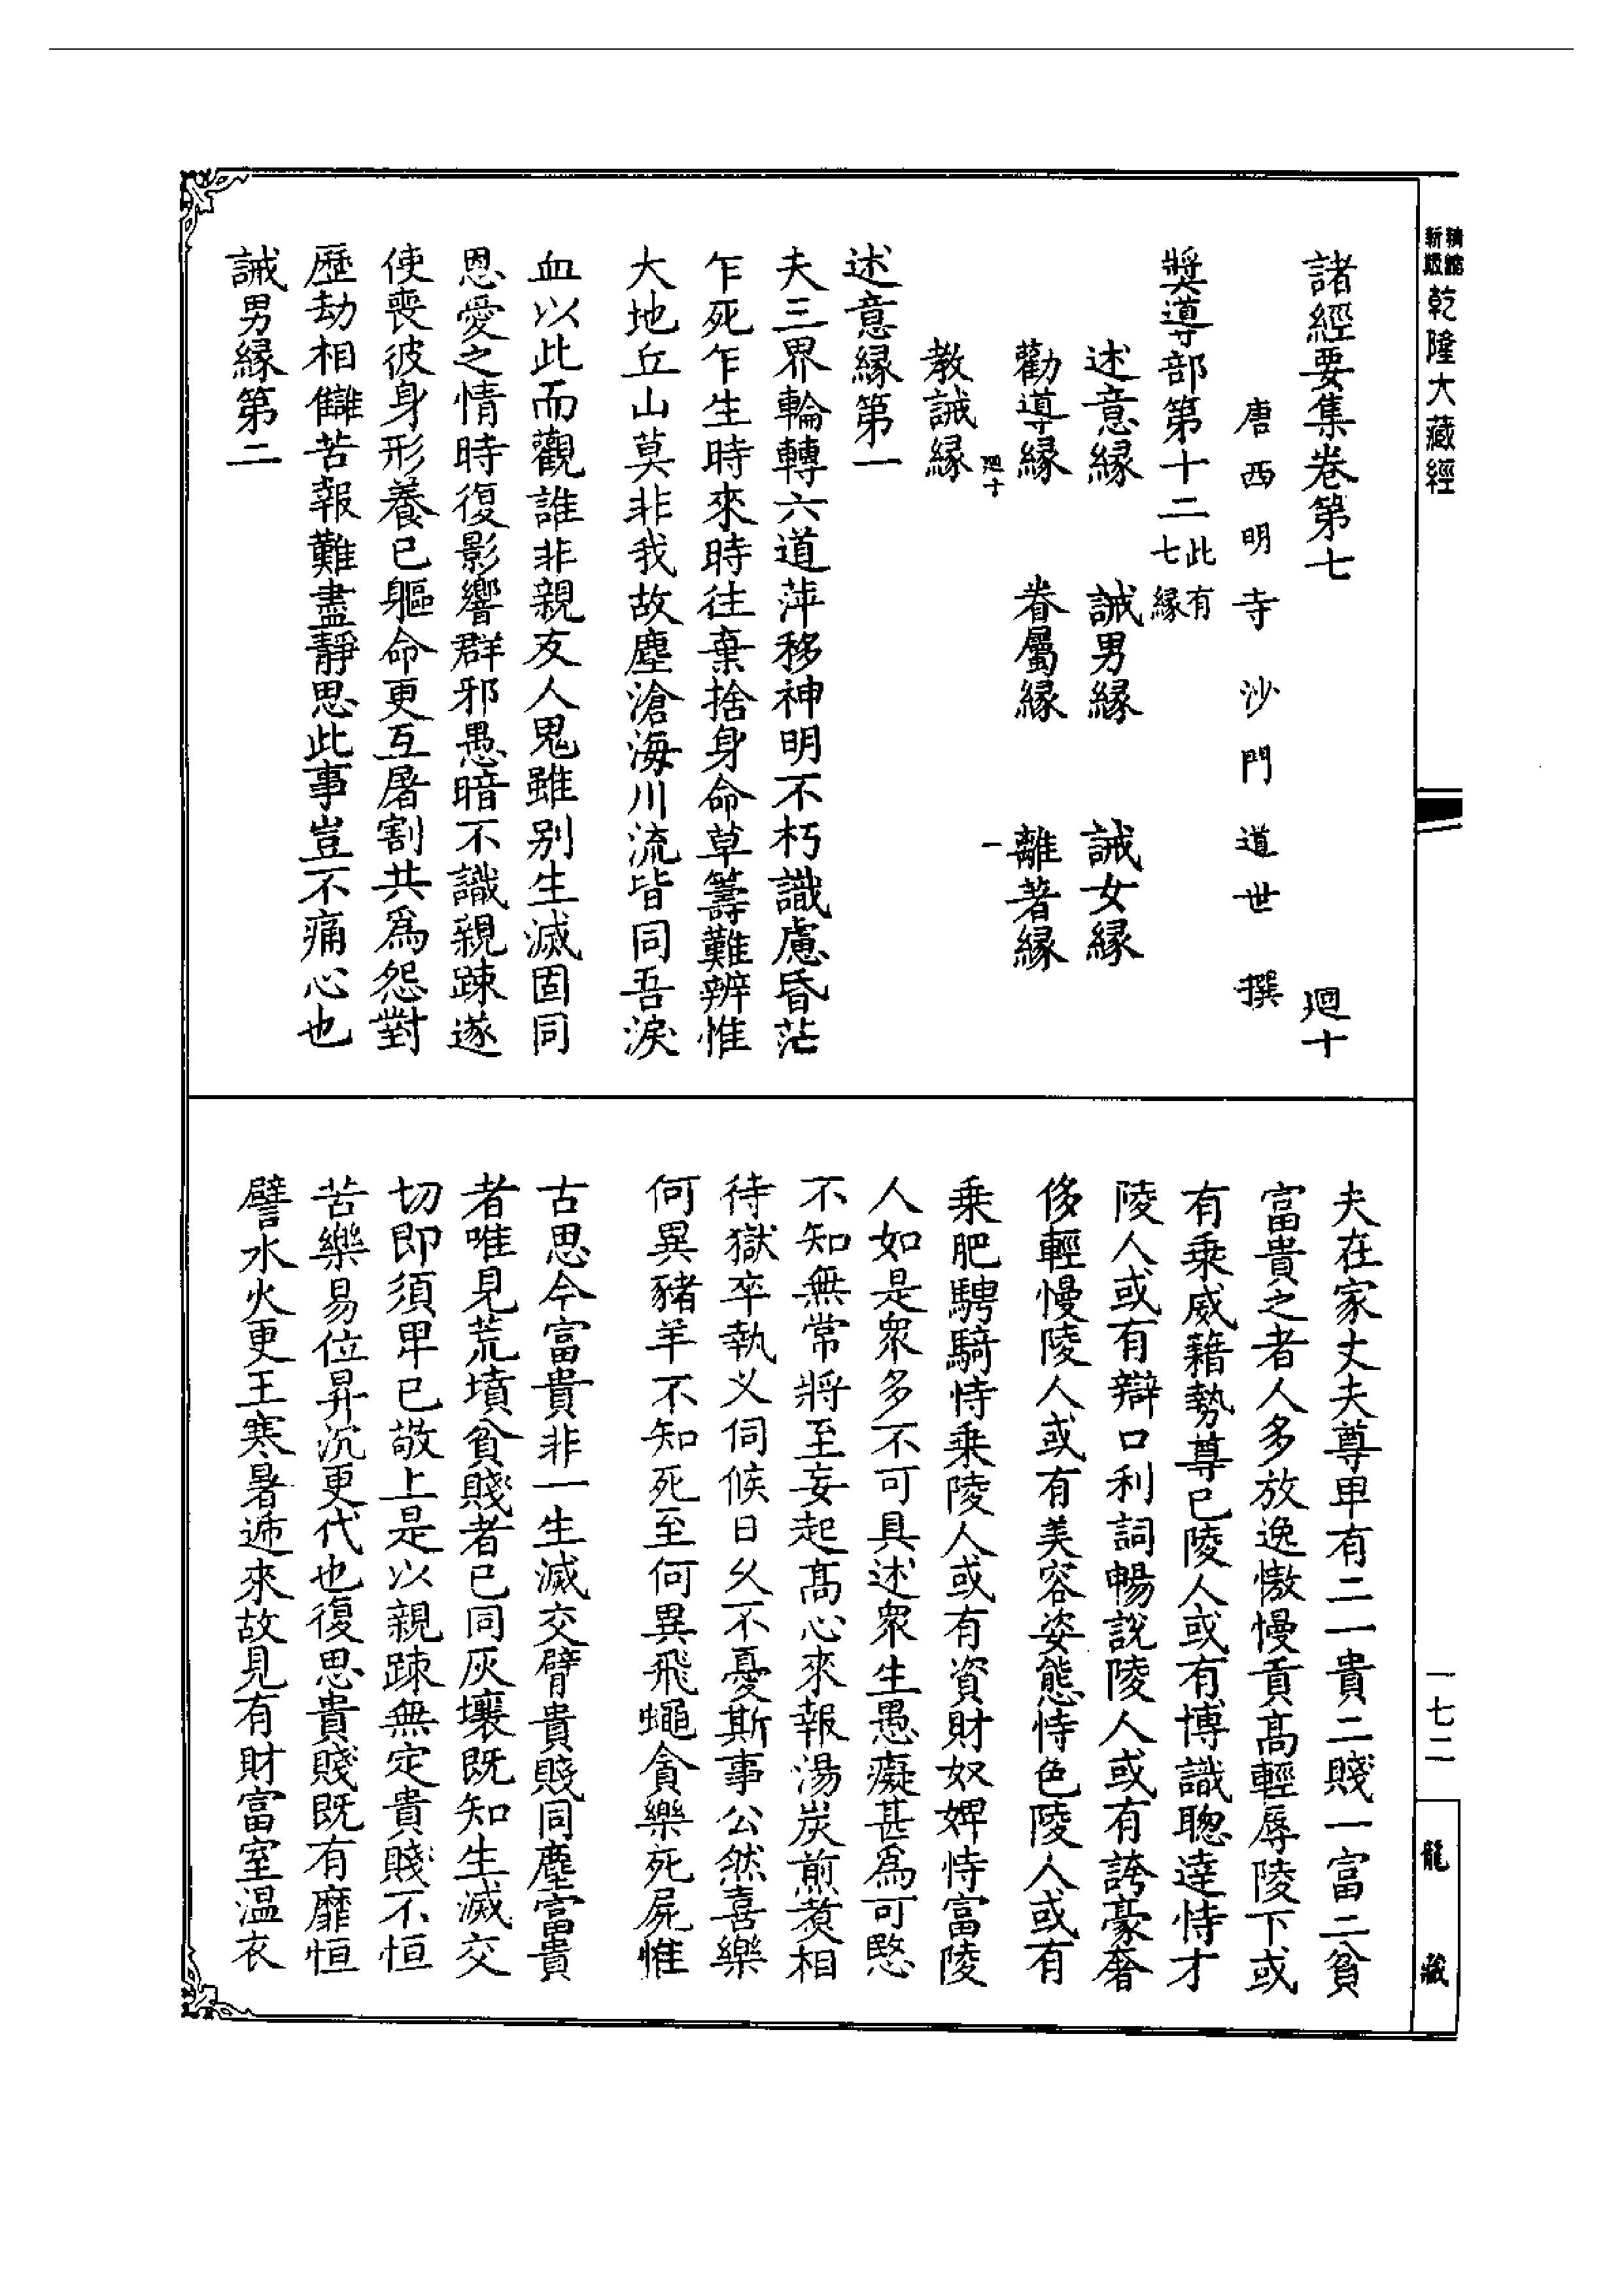 精縮
新版
乾隆大藏經
一七二
龍藏
諸經要集卷第七 廻十
唐西明寺沙門道世撰
奨導部第十二此有七緣
述意緣 誡男緣 誡女緣
勸導緣 眷屬緣 離著緣
廻十 一
教誡緣
述意緣第一
夫三界輪轉六道萍移神明不朽識慮昏茫
乍死乍生時來時往棄捨身命草籌難辨惟
大地丘山莫非我故塵滄海川流皆同吾淚
血以此而觀誰非親友人鬼雖别生滅固同
恩愛之情時復影響群邪愚暗不識親踈遂
使喪彼身形養已軀命更互屠割共爲怨對
歷劫相讎苦報難盡靜思此事豈不痛心也
誡男緣第二
夫在家丈夫尊卑有二一貴二賤一富二貧
富貴之者人多放逸憿慢貢髙輕辱陵下或
有乗威藉勢尊已陵人或有博識聰達恃才
陵人或有辯口利詞暢說陵人或有誇豪奢
侈輕慢陵人或有美容姿態恃色陵人或有
乗肥騁騎恃乗陵人或有資財奴婢恃富陵
人如是衆多不可具述衆生愚癡甚爲可愍
不知無常將至妄起髙心來報湯炭煎煑相
待獄卒執义伺候日乆不憂斯事公然喜樂
何異豬羊不知死至何異飛蠅貪樂死屍惟
古思今富貴非一生滅交臂貴賤同塵富貴
者唯見荒墳貧賤者已同灰壤既知生滅交
切即須卑已敬上是以親踈無定貴賤不恒
苦樂易位昇沉更代也復思貴賤既有靡恒
譬水火更王寒暑遞來故見有財富室溫衣